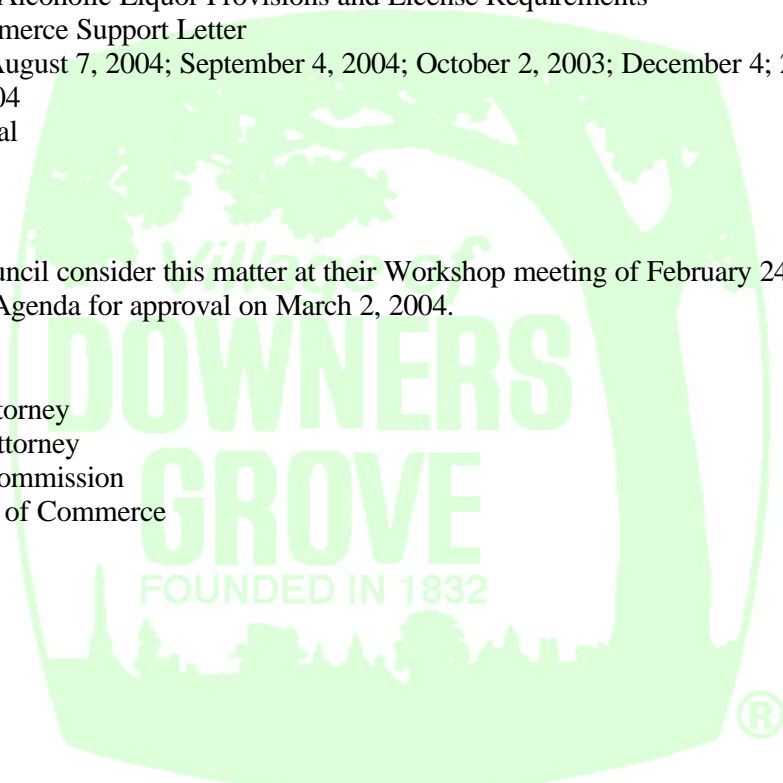 Alcoholic Liquor Provisions and License Requirements
merce Support Letter
August 7, 2004; September 4, 2004; October 2, 2003; December 4; 2
04
al
uncil consider this matter at their Workshop meeting of February 24
Agenda for approval on March 2, 2004.
torney
ttorney
ommission
of Commerce
Village of
DOWNERS
GROVE
FOUNDED IN 1832
®